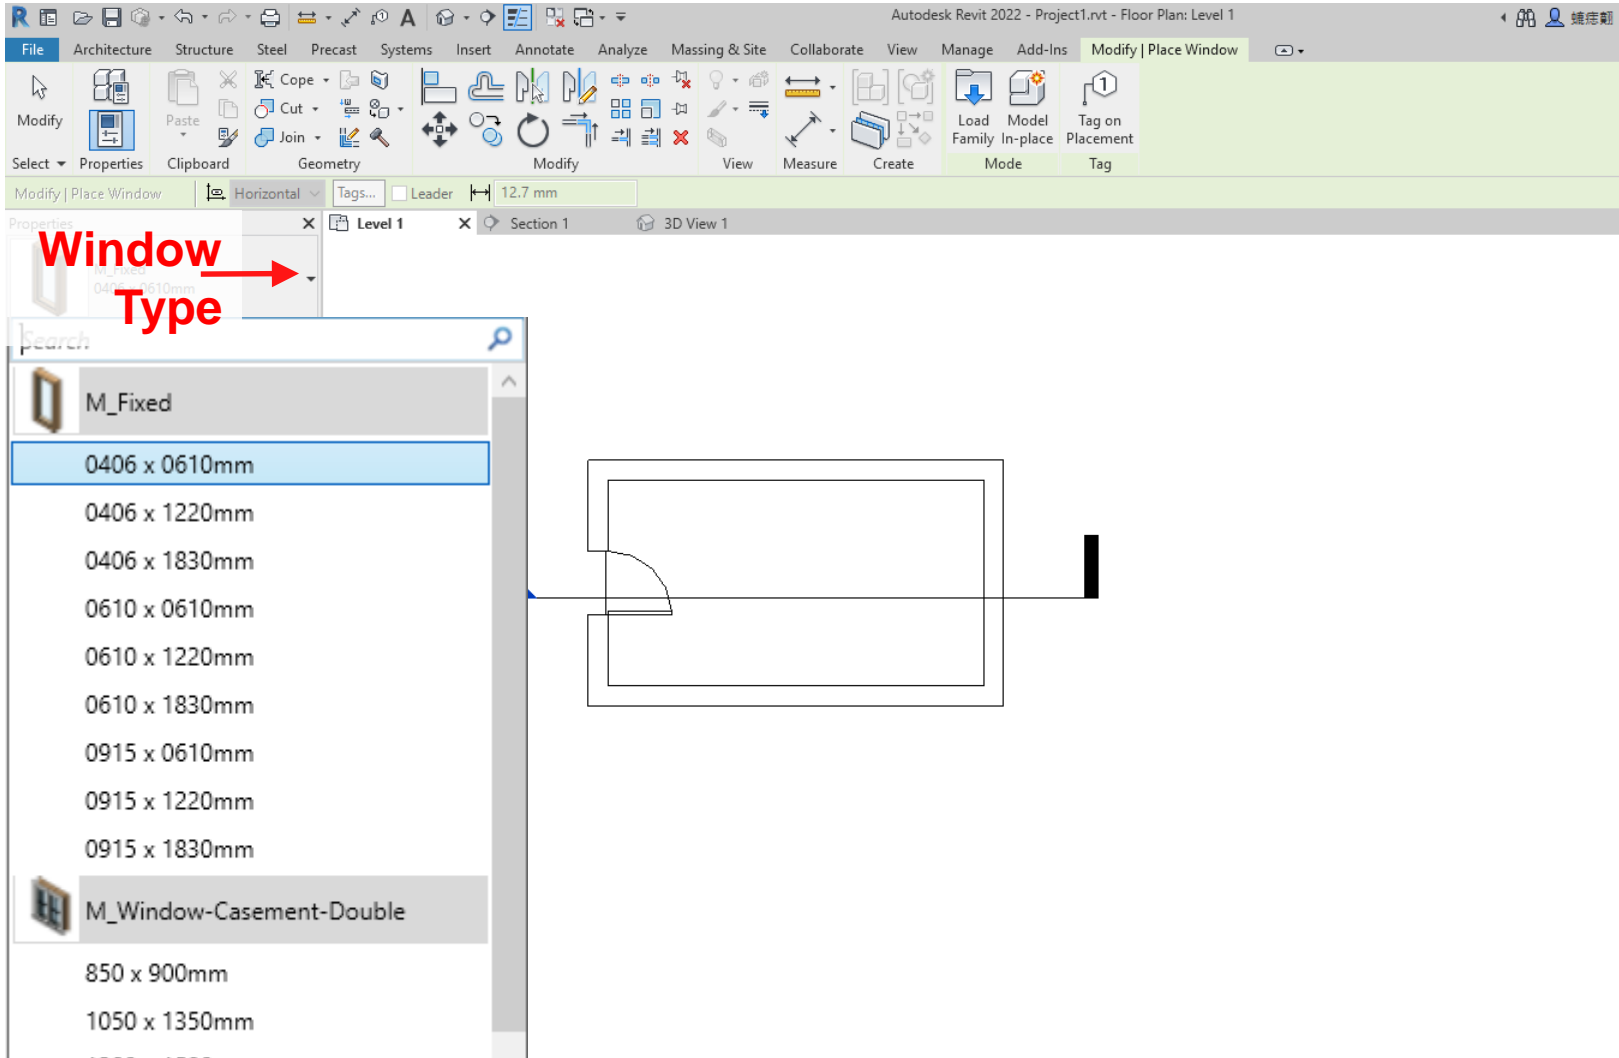 Autodesk Revit 2022 - Project1.rvt - Floor Plan: Level 1
File Architecture Structure Steel Precast Systems Insert Annotate Analyze Massing & Site Collaborate View Manage Add-Ins Modify | Place Window
Modify
Paste
Cope
Cut
Join
Load Family
Model In-place
1
Tag on Placement
Select Properties Clipboard Geometry Modify View Measure Create Mode Tag
Modify | Place Window Horizontal Tags... Leader 12.7 mm
Properties
Level 1 Section 1 3D View 1
Window
Type
M_Fixed
0406 x 0610mm
Search
M_Fixed
0406 x 0610mm
0406 x 1220mm
0406 x 1830mm
0610 x 0610mm
0610 x 1220mm
0610 x 1830mm
0915 x 0610mm
0915 x 1220mm
0915 x 1830mm
M_Window-Casement-Double
850 x 900mm
1050 x 1350mm